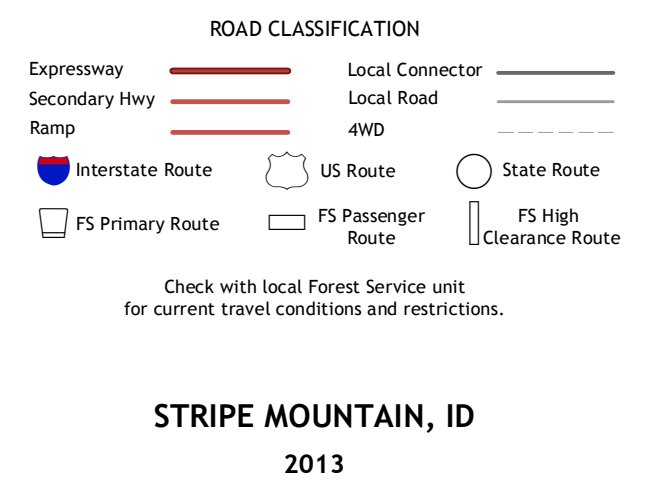 ROAD CLASSIFICATION
Expressway
Local Connector
Secondary Hwy
Local Road
Ramp
4WD
Interstate Route
US Route
State Route
FS Primary Route
FS Passenger
Route
FS High
Clearance Route
Check with local Forest Service unit
for current travel conditions and restrictions.
STRIPE MOUNTAIN, ID
2013